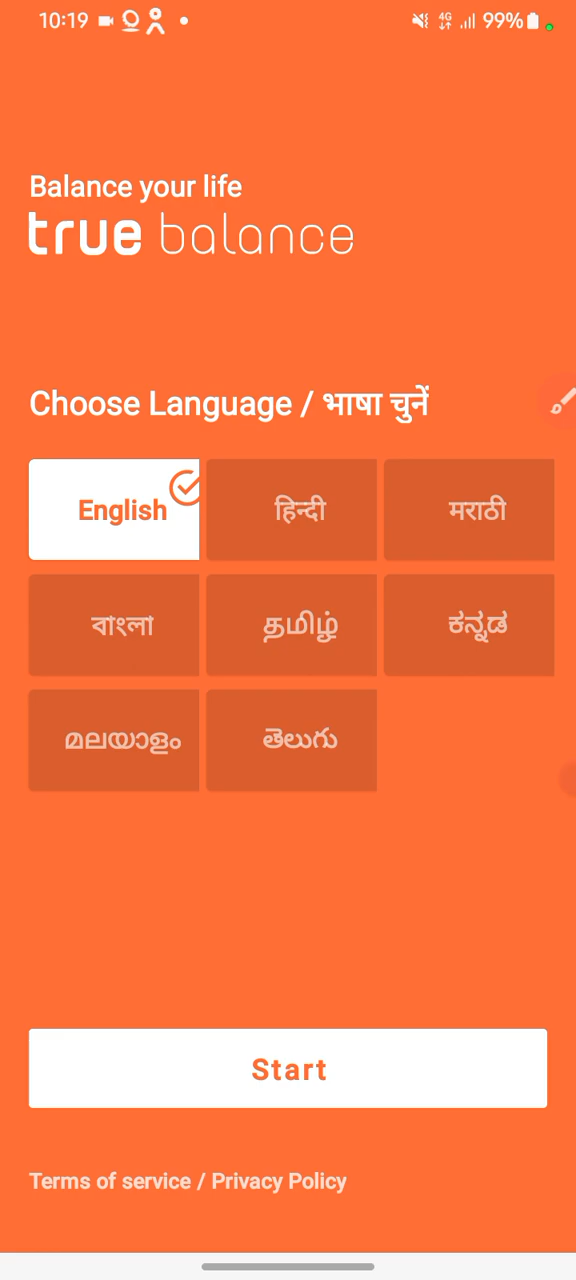 10:19 4G 99%
Balance your life
true balance
Choose Language / भाषा चुनें
English हिन्दी मराठी
বাংলা தமிழ் ಕನ್ನಡ
മലയാളം తెలుగు
Start
Terms of service / Privacy Policy